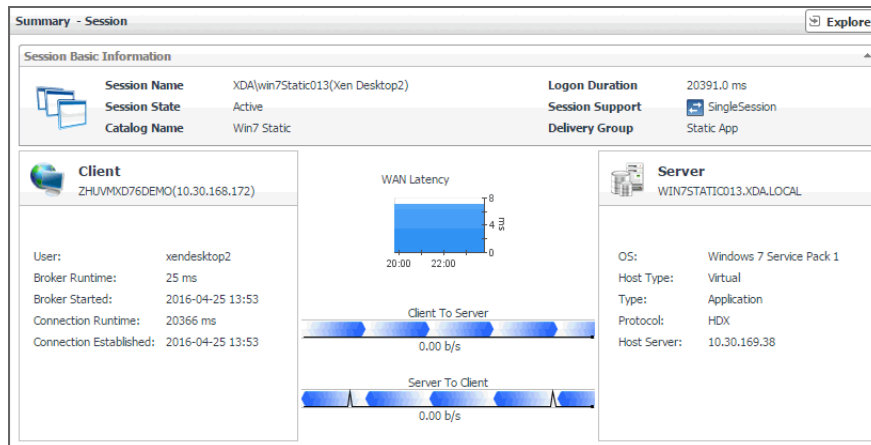 Summary - Session
Explore
Session Basic Information
Session Name XDA\win7Static013(Xen Desktop2) Logon Duration 20391.0 ms
Session State Active Session Support SingleSession
Catalog Name Win7 Static Delivery Group Static App
Client
ZHUVMXD76DEMO(10.30.168.172)
User: xendesktop2
Broker Runtime: 25 ms
Broker Started: 2016-04-25 13:53
Connection Runtime: 20366 ms
Connection Established: 2016-04-25 13:53
WAN Latency
8
4
0
ms
20:00 22:00
Client To Server
0.00 b/s
Server To Client
0.00 b/s
Server
WIN7STATIC013.XDA.LOCAL
OS: Windows 7 Service Pack 1
Host Type: Virtual
Type: Application
Protocol: HDX
Host Server: 10.30.169.38